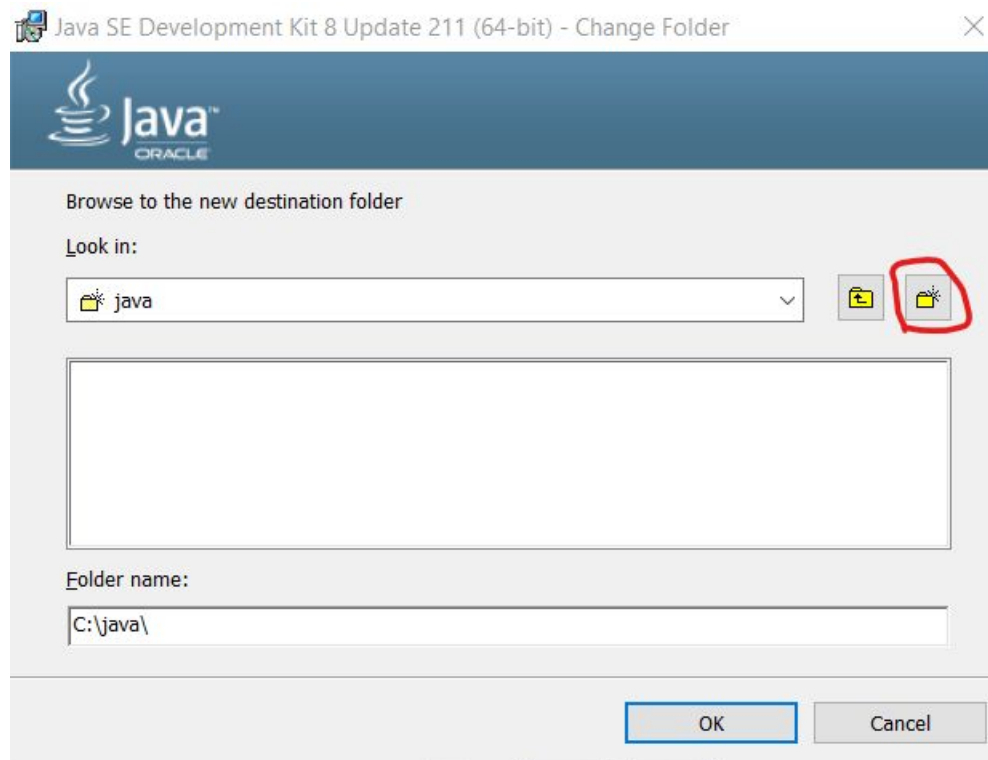 Java SE Development Kit 8 Update 211 (64-bit) - Change Folder
Java™
ORACLE
Browse to the new destination folder
Look in:
java
Folder name:
C:\java\
OK Cancel